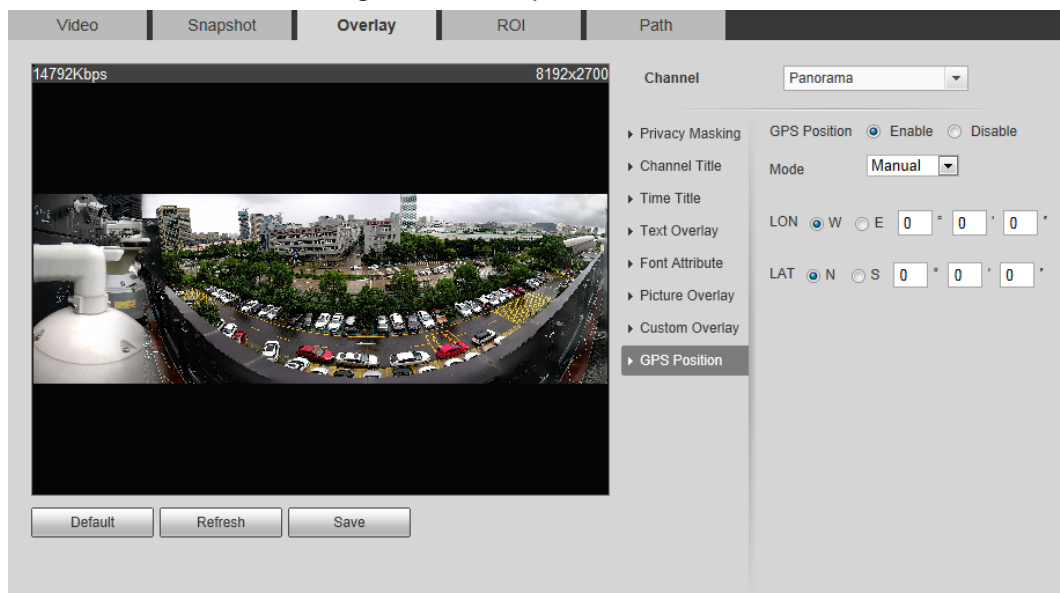 Video Snapshot Overlay ROI Path
14792Kbps 8192x2700
Channel Panorama
Privacy Masking
Channel Title
Time Title
Text Overlay
Font Attribute
Picture Overlay
Custom Overlay
GPS Position
GPS Position Enable Disable
Mode Manual
LON W E 0 ° 0 ' 0 "
LAT N S 0 ° 0 ' 0 "
Default Refresh Save